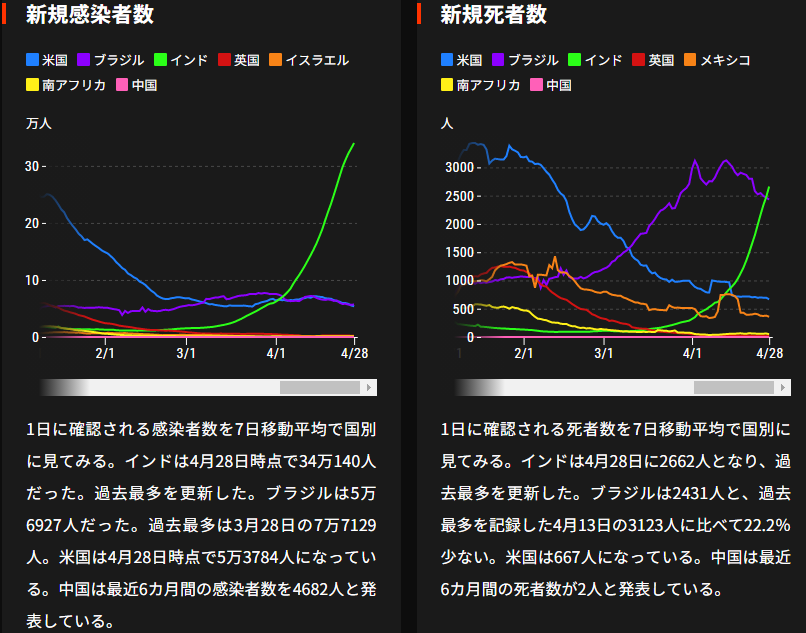 新規感染者数
米国 ブラジル インド 英国 イスラエル
南アフリカ 中国
万人
30
20
10
0
2/1 3/1 4/1 4/28
1日に確認される感染者数を7日移動平均で国別
に見てみる。インドは4月28日時点で34万140人
だった。過去最多を更新した。ブラジルは5万
6927人だった。過去最多は3月28日の7万7129
人。米国は4月28日時点で5万3784人になってい
る。中国は最近6カ月間の感染者数を4682人と発
表している。
新規死者数
米国 ブラジル インド 英国 メキシコ
南アフリカ 中国
人
3000
2500
2000
1500
1000
500
0
1 2/1 3/1 4/1 4/28
1日に確認される死者数を7日移動平均で国別に
見てみる。インドは4月28日に2662人となり、過
去最多を更新した。ブラジルは2431人と、過去
最多を記録した4月13日の3123人に比べて22.2%
少ない。米国は667人になっている。中国は最近
6カ月間の死者数が2人と発表している。